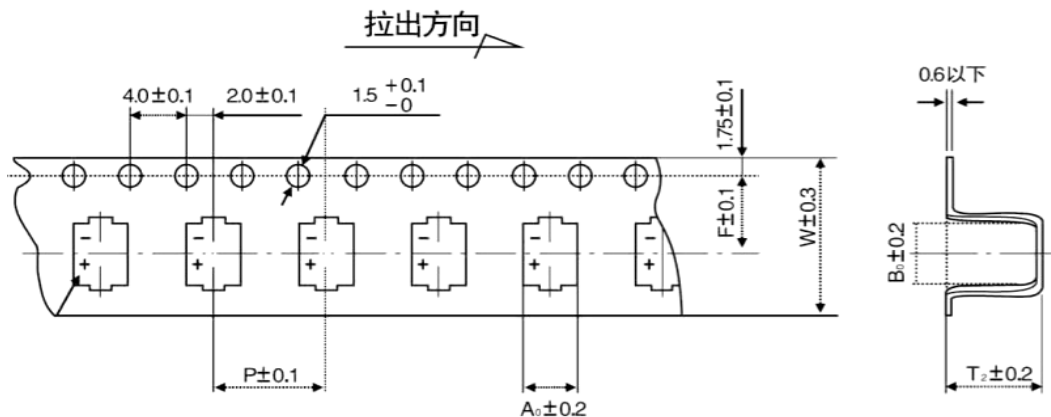 拉出方向
4.0±0.1
2.0±0.1
1.5 +0.1 -0
1.75±0.1
0.6以下
F±0.1
W±0.3
B₀±0.2
- - - - - -
+ + + + + +
P±0.1
A₀±0.2
T₂±0.2